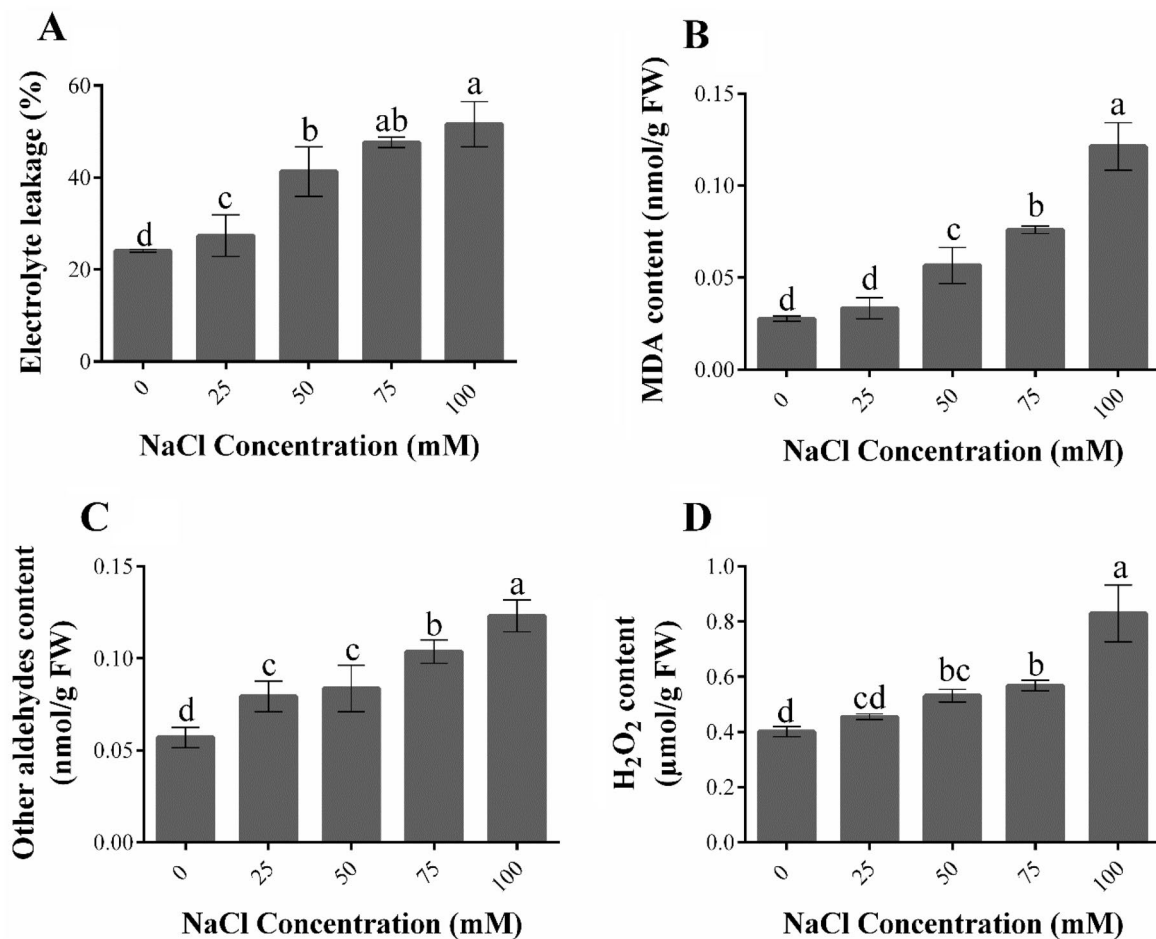 A
Electrolyte leakage (%)
60
40
20
0
d
c
b
ab
a
0
25
50
75
100
NaCl Concentration (mM)
B
MDA content (nmol/g FW)
0.15
0.10
0.05
0.00
d
d
c
b
a
0
25
50
75
100
NaCl Concentration (mM)
C
Other aldehydes content
(nmol/g FW)
0.15
0.10
0.05
0.00
d
c
c
b
a
0
25
50
75
100
NaCl Concentration (mM)
D
H₂O₂ content
(µmol/g FW)
1.0
0.8
0.6
0.4
0.2
0.0
d
cd
bc
b
a
0
25
50
75
100
NaCl Concentration (mM)